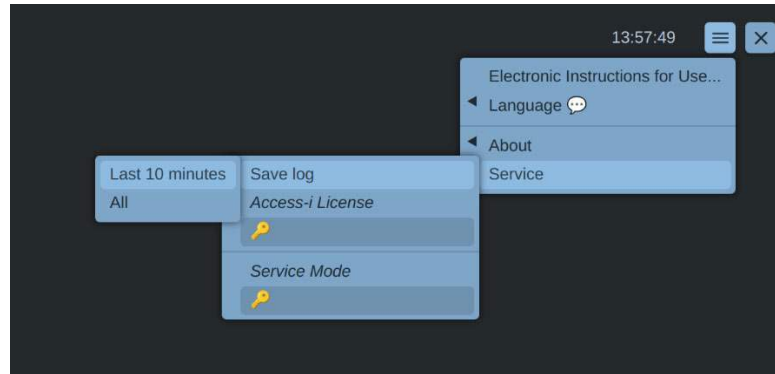 13:57:49
Electronic Instructions for Use...
Language 💬
About
Service
Save log
Access-i License
🔑
Service Mode
🔑
Last 10 minutes
All